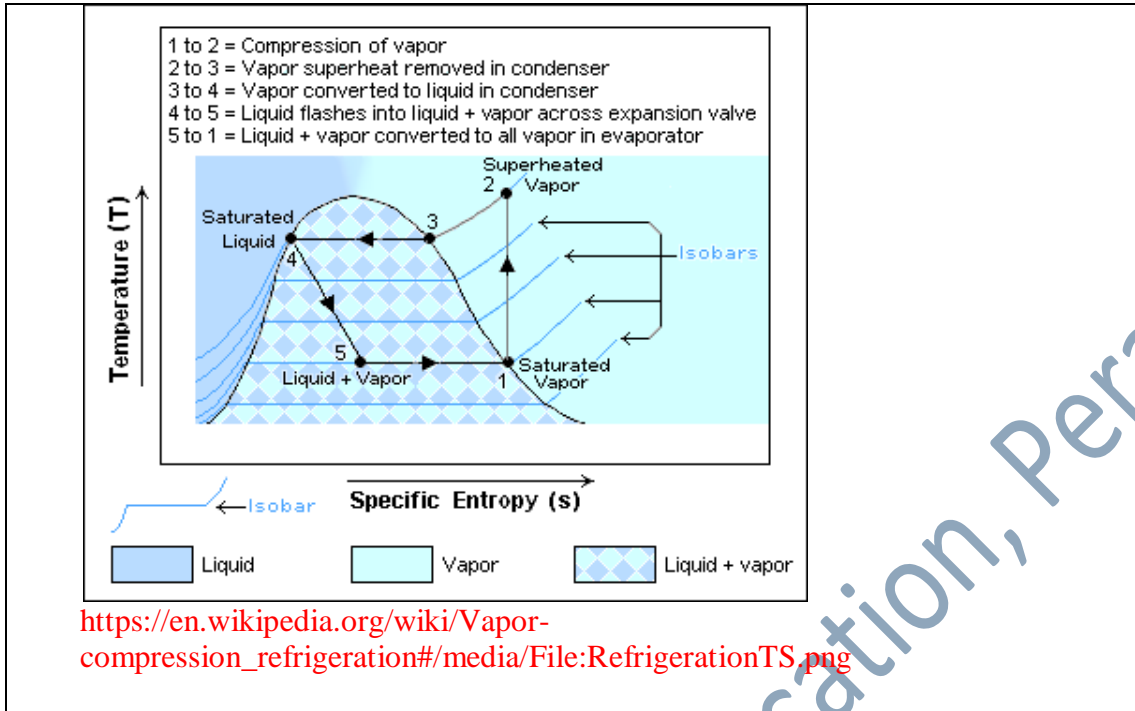 1 to 2 = Compression of vapor
2 to 3 = Vapor superheat removed in condenser
3 to 4 = Vapor converted to liquid in condenser
4 to 5 = Liquid flashes into liquid + vapor across expansion valve
5 to 1 = Liquid + vapor converted to all vapor in evaporator
Superheated
2 Vapor
Saturated
Liquid
3
4
Isobars
Temperature (T)
5
Liquid + Vapor
1
Saturated
Vapor
Isobar
Specific Entropy (s)
Liquid
Vapor
Liquid + vapor
https://en.wikipedia.org/wiki/Vapor-
compression_refrigeration#/media/File:RefrigerationTS.png